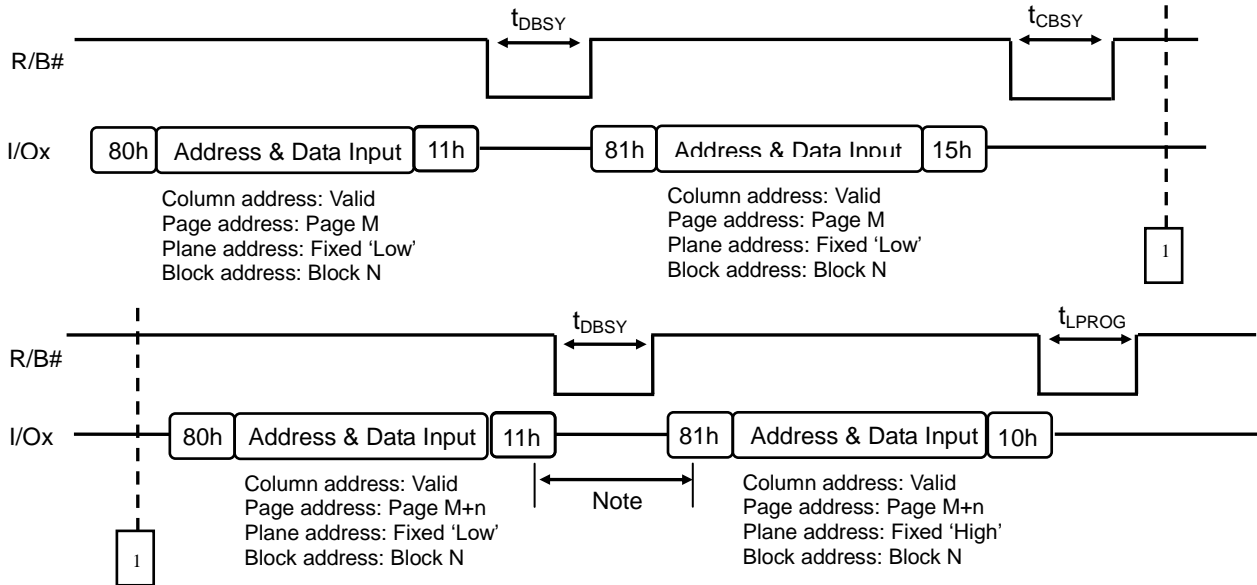 tDBSY tCBSY
R/B#
I/Ox 80h Address & Data Input 11h 81h Address & Data Input 15h
Column address: Valid
Page address: Page M
Plane address: Fixed ‘Low’
Block address: Block N
Column address: Valid
Page address: Page M
Plane address: Fixed ‘Low’
Block address: Block N
1
tDBSY tLPROG
R/B#
I/Ox 80h Address & Data Input 11h 81h Address & Data Input 10h
Column address: Valid
Page address: Page M+n
Plane address: Fixed ‘Low’
Block address: Block N
Note
Column address: Valid
Page address: Page M+n
Plane address: Fixed ‘High’
Block address: Block N
1